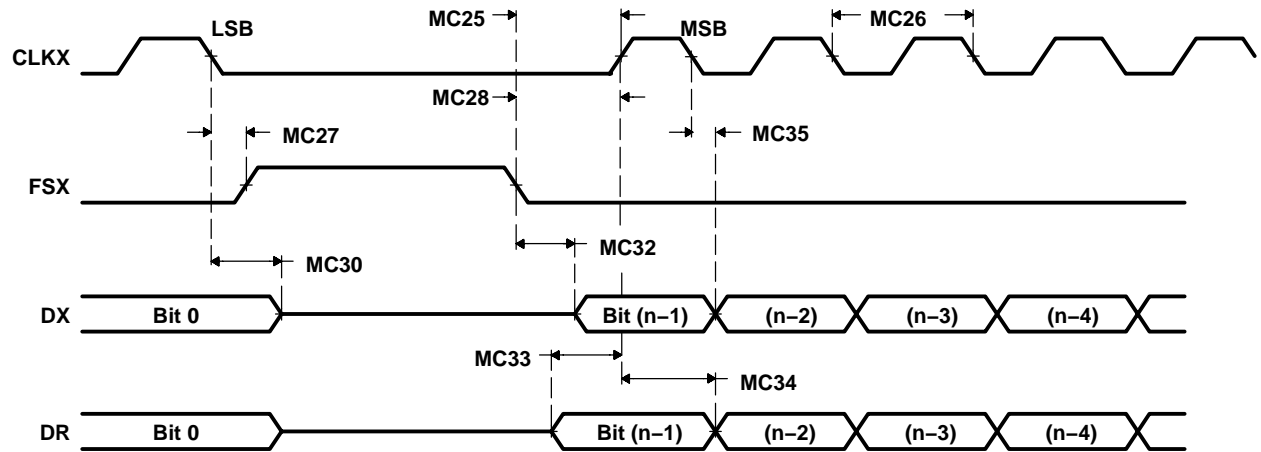 LSB
MC25
MSB
MC26
CLKX
MC28
MC27
MC35
FSX
MC32
MC30
DX
Bit 0
Bit (n−1)
(n−2)
(n−3)
(n−4)
MC33
MC34
DR
Bit 0
Bit (n−1)
(n−2)
(n−3)
(n−4)